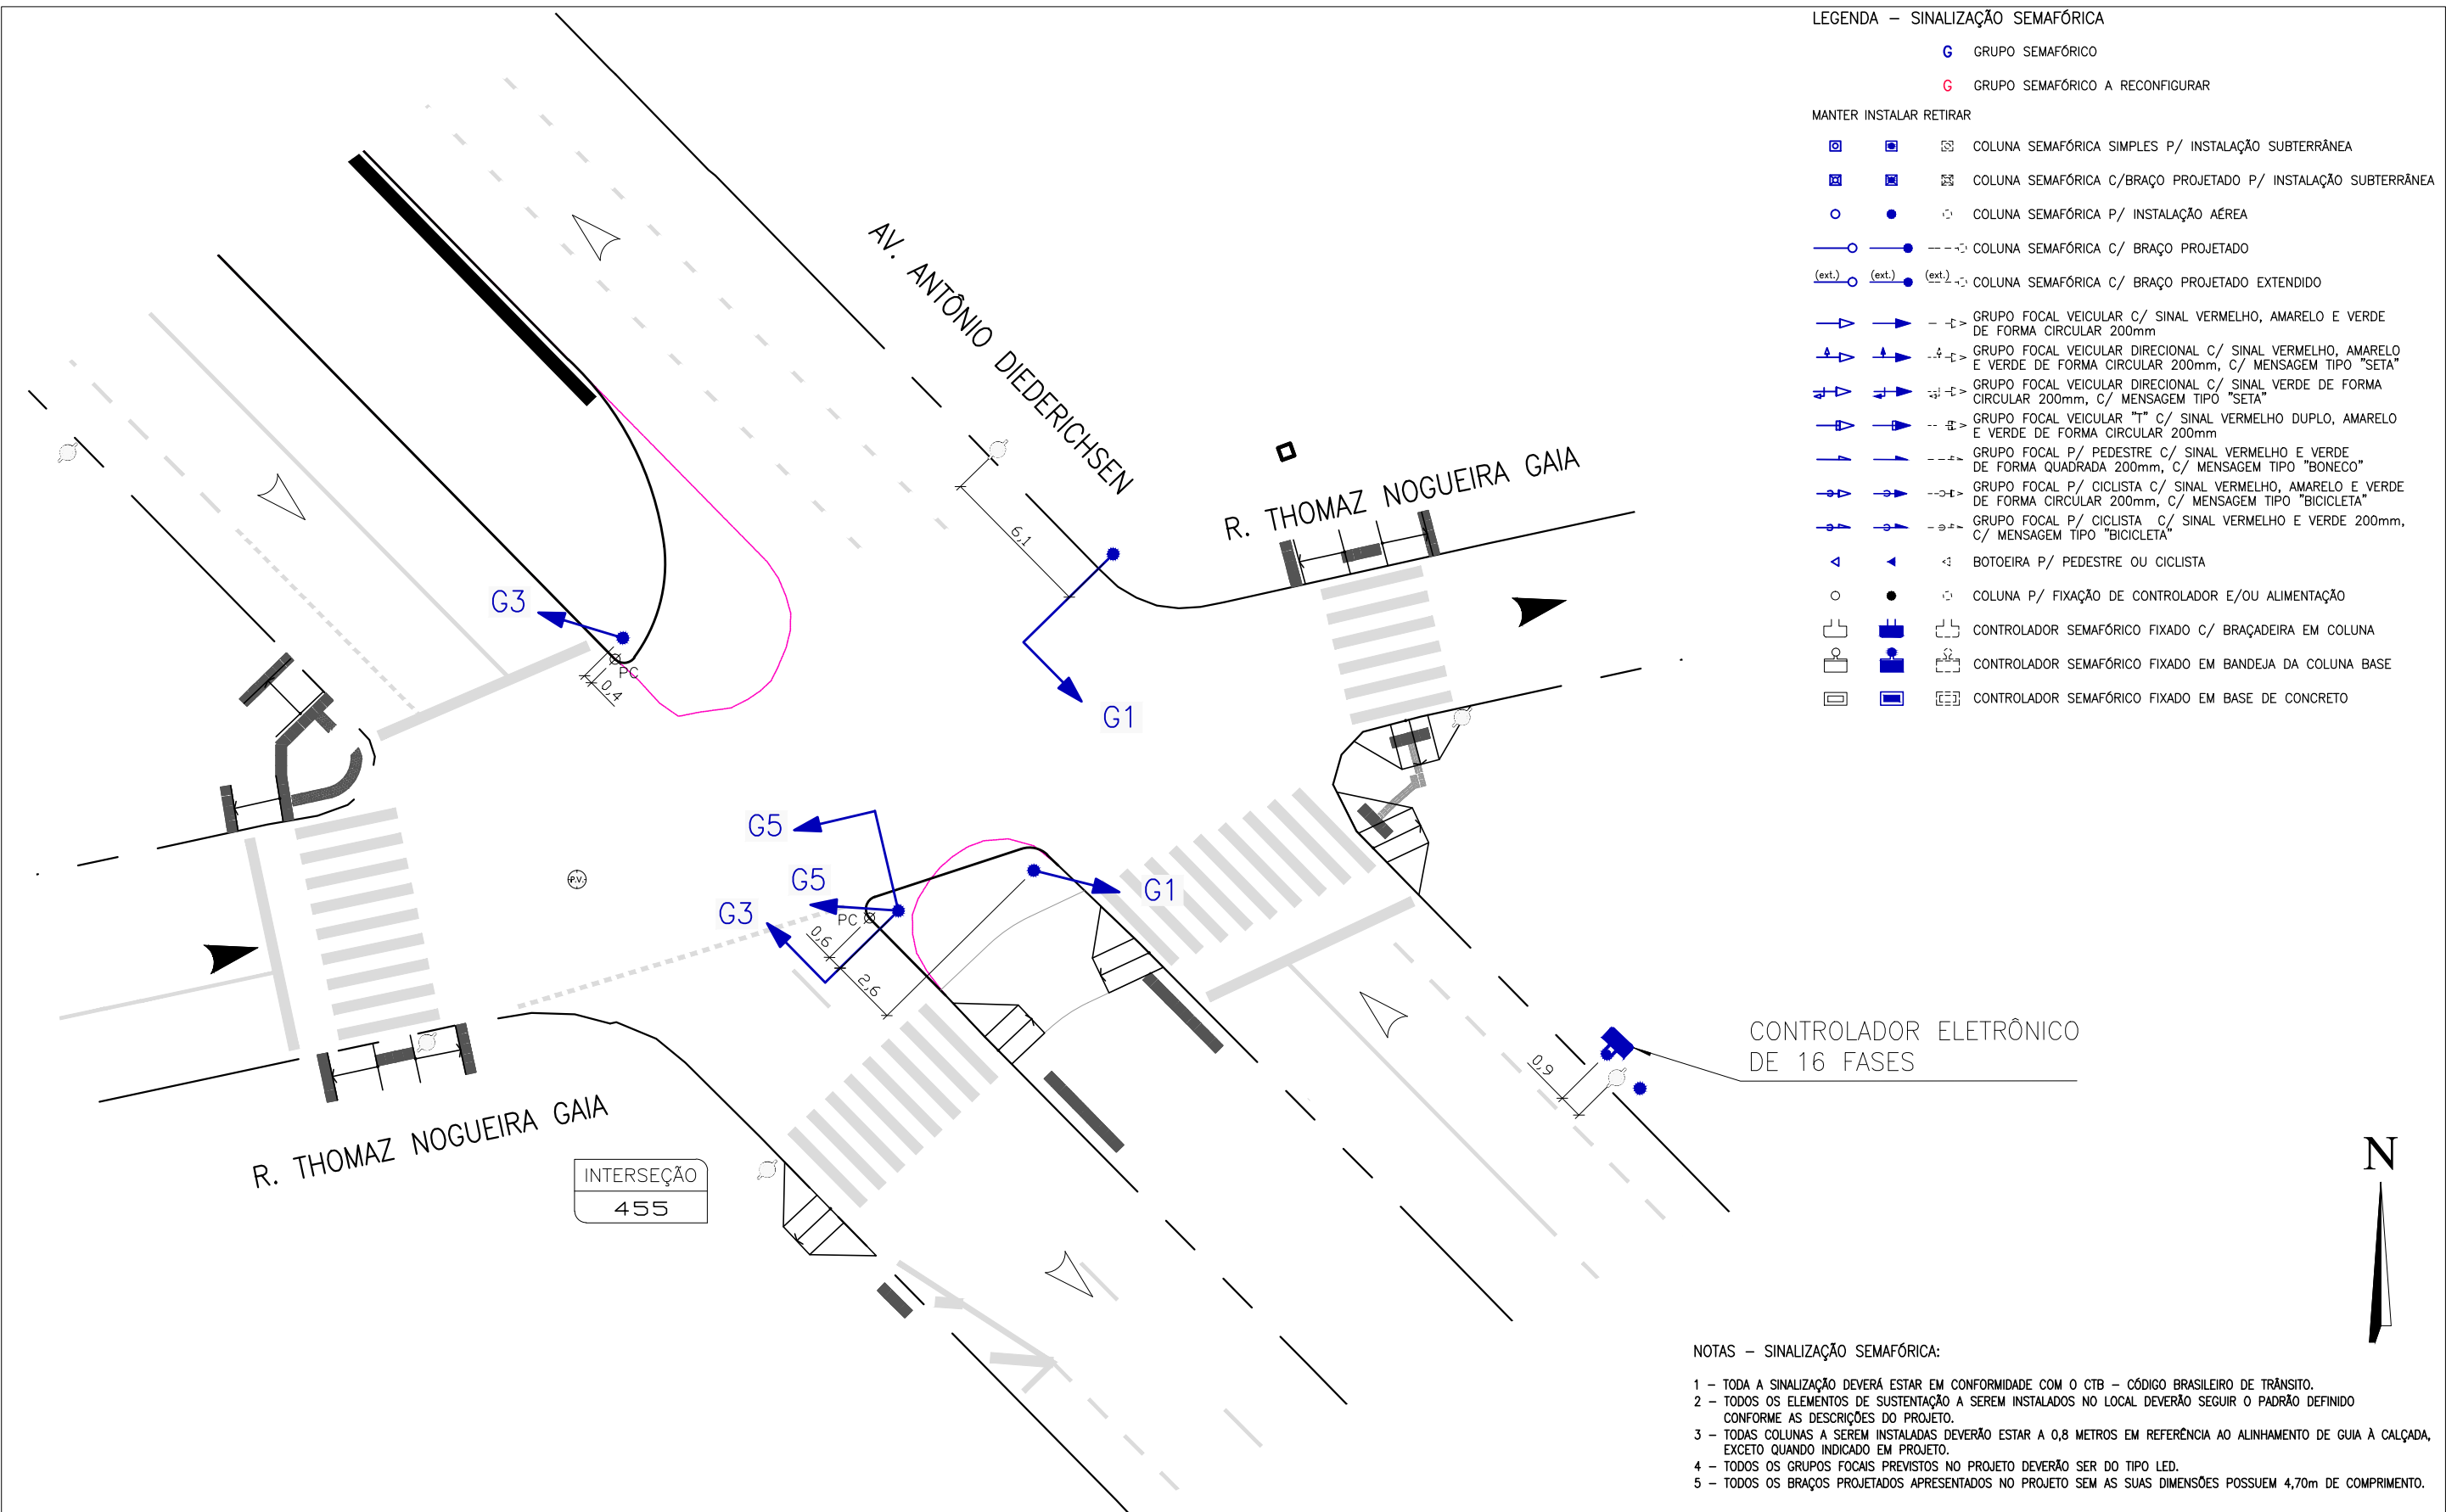 LEGENDA – SINALIZAÇÃO SEMAFÓRICA
G GRUPO SEMAFÓRICO
G GRUPO SEMAFÓRICO A RECONFIGURAR
MANTER INSTALAR RETIRAR
COLUNA SEMAFÓRICA SIMPLES P/ INSTALAÇÃO SUBTERRÂNEA
COLUNA SEMAFÓRICA C/BRAÇO PROJETADO P/ INSTALAÇÃO SUBTERRÂNEA
COLUNA SEMAFÓRICA P/ INSTALAÇÃO AÉREA
COLUNA SEMAFÓRICA C/ BRAÇO PROJETADO
(ext.) (ext.) (ext.) COLUNA SEMAFÓRICA C/ BRAÇO PROJETADO EXTENDIDO
GRUPO FOCAL VEICULAR C/ SINAL VERMELHO, AMARELO E VERDE
DE FORMA CIRCULAR 200mm
GRUPO FOCAL VEICULAR DIRECIONAL C/ SINAL VERMELHO, AMARELO
E VERDE DE FORMA CIRCULAR 200mm, C/ MENSAGEM TIPO "SETA"
GRUPO FOCAL VEICULAR DIRECIONAL C/ SINAL VERDE DE FORMA
CIRCULAR 200mm, C/ MENSAGEM TIPO "SETA"
GRUPO FOCAL VEICULAR "T" C/ SINAL VERMELHO DUPLO, AMARELO
E VERDE DE FORMA CIRCULAR 200mm
GRUPO FOCAL P/ PEDESTRE C/ SINAL VERMELHO E VERDE
DE FORMA QUADRADA 200mm, C/ MENSAGEM TIPO "BONECO"
GRUPO FOCAL P/ CICLISTA C/ SINAL VERMELHO, AMARELO E VERDE
DE FORMA CIRCULAR 200mm, C/ MENSAGEM TIPO "BICICLETA"
GRUPO FOCAL P/ CICLISTA C/ SINAL VERMELHO E VERDE 200mm,
C/ MENSAGEM TIPO "BICICLETA"
BOTOEIRA P/ PEDESTRE OU CICLISTA
COLUNA P/ FIXAÇÃO DE CONTROLADOR E/OU ALIMENTAÇÃO
CONTROLADOR SEMAFÓRICO FIXADO C/ BRAÇADEIRA EM COLUNA
CONTROLADOR SEMAFÓRICO FIXADO EM BANDEJA DA COLUNA BASE
CONTROLADOR SEMAFÓRICO FIXADO EM BASE DE CONCRETO
AV. ANTÔNIO DIEDERICHSEN
R. THOMAZ NOGUEIRA GAIA
6,1
G3
PC
0,4
G1
G5
G5
G1
G3
PC
P.V.
0,6
2,6
CONTROLADOR ELETRÔNICO
DE 16 FASES
0,9
R. THOMAZ NOGUEIRA GAIA
INTERSEÇÃO
455
N
NOTAS – SINALIZAÇÃO SEMAFÓRICA:
1 – TODA A SINALIZAÇÃO DEVERÁ ESTAR EM CONFORMIDADE COM O CTB – CÓDIGO BRASILEIRO DE TRÂNSITO.
2 – TODOS OS ELEMENTOS DE SUSTENTAÇÃO A SEREM INSTALADOS NO LOCAL DEVERÃO SEGUIR O PADRÃO DEFINIDO
CONFORME AS DESCRIÇÕES DO PROJETO.
3 – TODAS COLUNAS A SEREM INSTALADAS DEVERÃO ESTAR A 0,8 METROS EM REFERÊNCIA AO ALINHAMENTO DE GUIA À CALÇADA,
EXCETO QUANDO INDICADO EM PROJETO.
4 – TODOS OS GRUPOS FOCAIS PREVISTOS NO PROJETO DEVERÃO SER DO TIPO LED.
5 – TODOS OS BRAÇOS PROJETADOS APRESENTADOS NO PROJETO SEM AS SUAS DIMENSÕES POSSUEM 4,70m DE COMPRIMENTO.